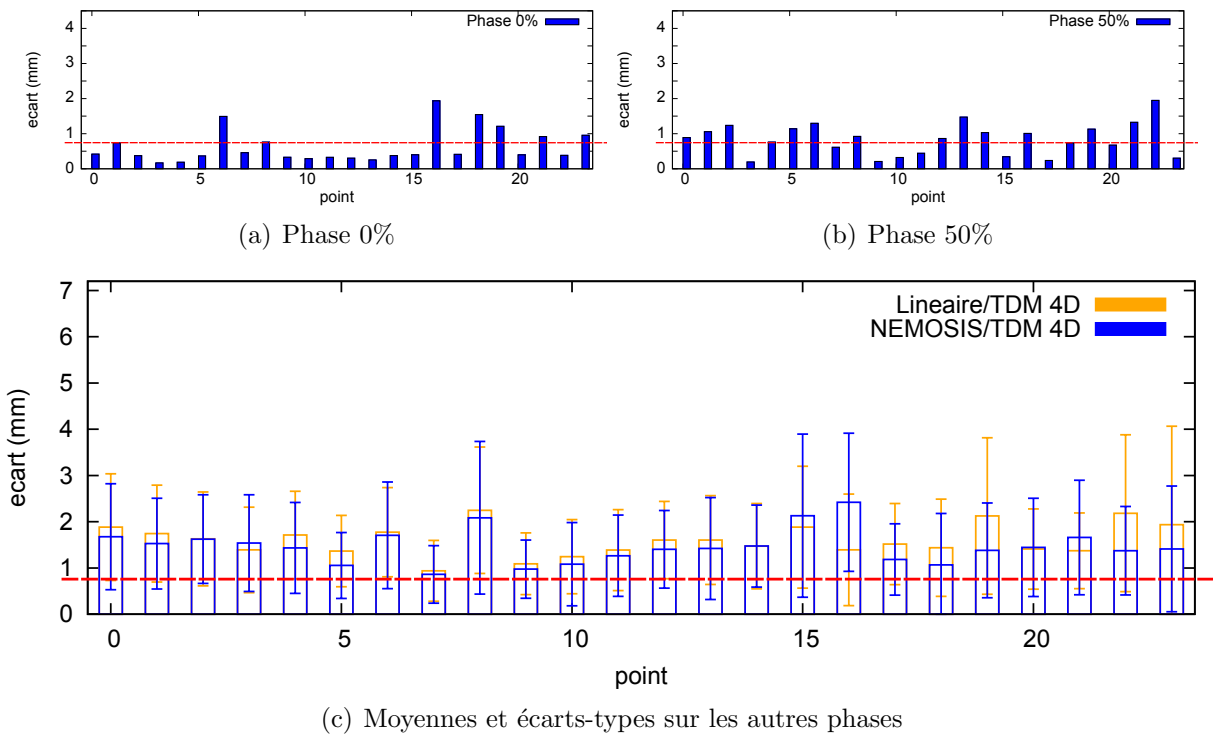 Phase 0%
4
3
2
1
0
ecart (mm)
0 5 10 15 20
point
(a) Phase 0%
Phase 50%
4
3
2
1
0
ecart (mm)
0 5 10 15 20
point
(b) Phase 50%
Lineaire/TDM 4D
NEMOSIS/TDM 4D
7
6
5
4
3
2
1
0
ecart (mm)
0 5 10 15 20
point
(c) Moyennes et écarts-types sur les autres phases